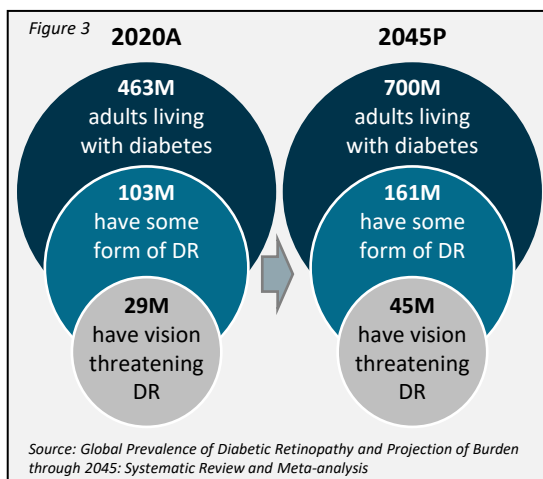 Figure 3
2020A
2045P
463M
adults living
with diabetes
103M
have some
form of DR
29M
have vision
threatening
DR
700M
adults living
with diabetes
161M
have some
form of DR
45M
have vision
threatening
DR
Source: Global Prevalence of Diabetic Retinopathy and Projection of Burden
through 2045: Systematic Review and Meta-analysis